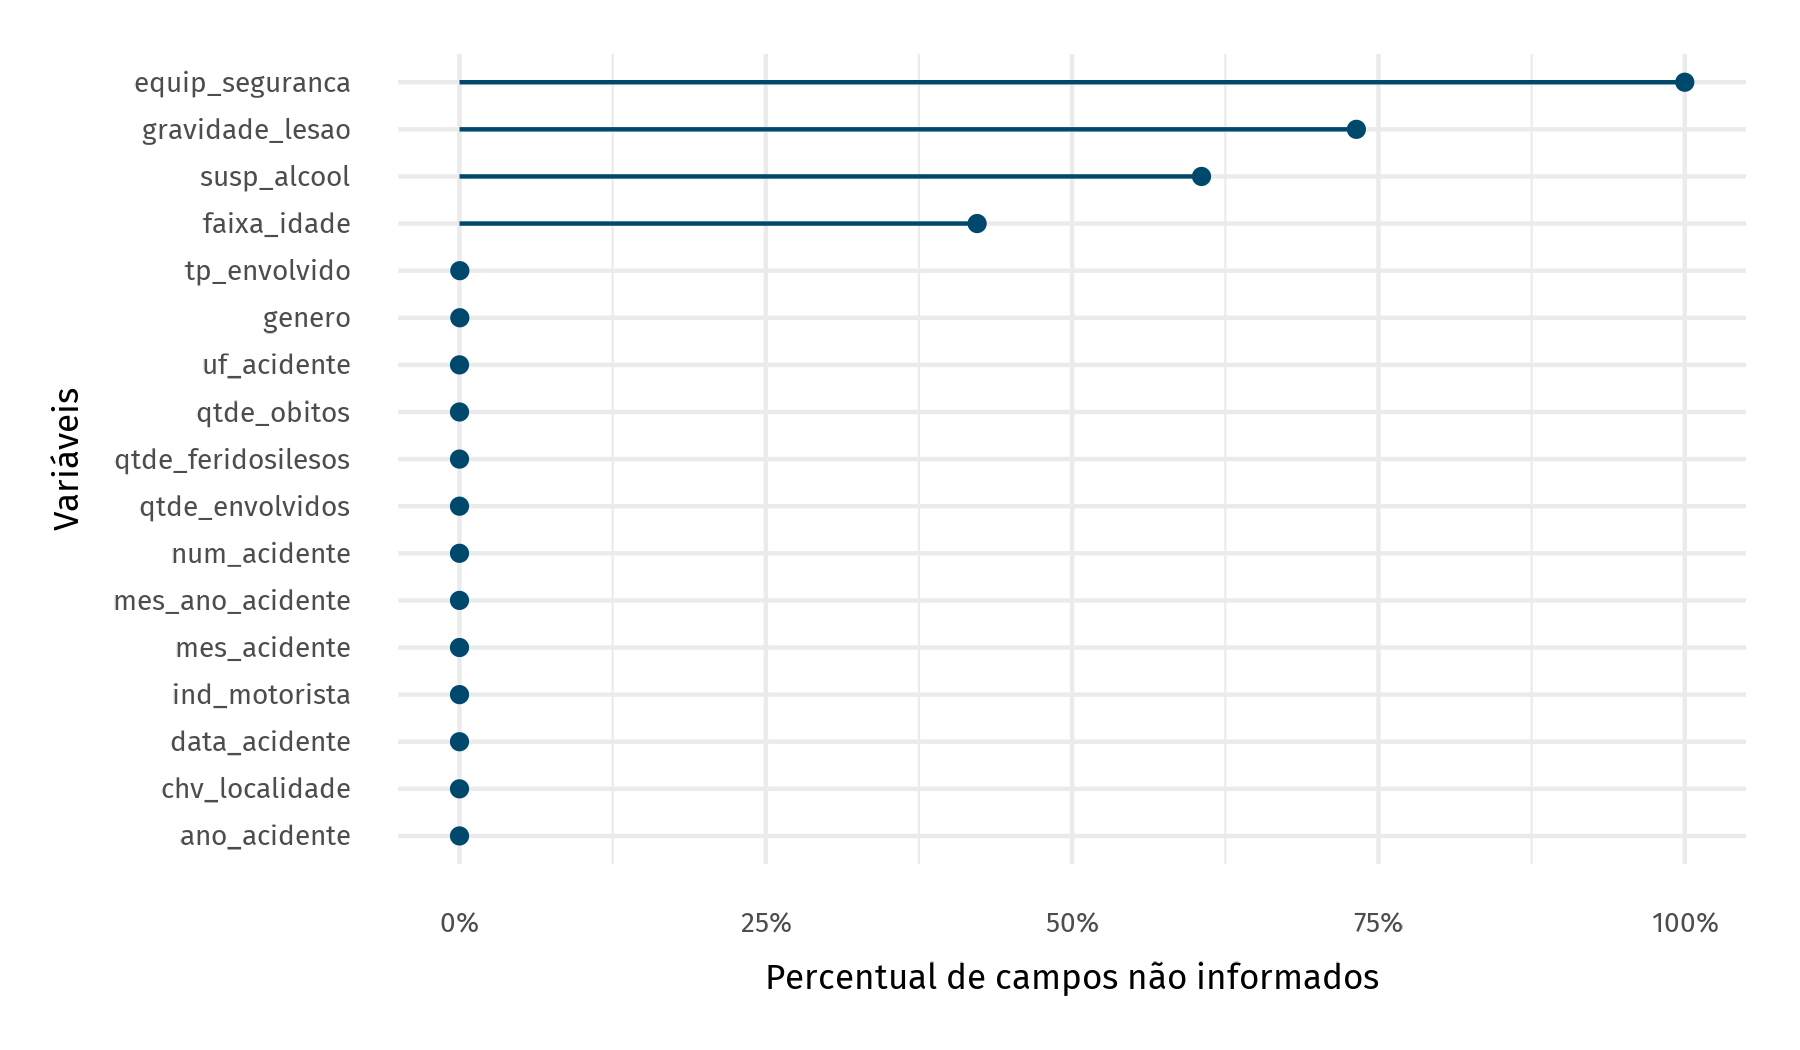 equip_seguranca
gravidade_lesao
susp_alcool
faixa_idade
tp_envolvido
genero
uf_acidente
qtde_obitos
qtde_feridosilesos
qtde_envolvidos
num_acidente
mes_ano_acidente
mes_acidente
ind_motorista
data_acidente
chv_localidade
ano_acidente
Variáveis
0% 25% 50% 75% 100%
Percentual de campos não informados